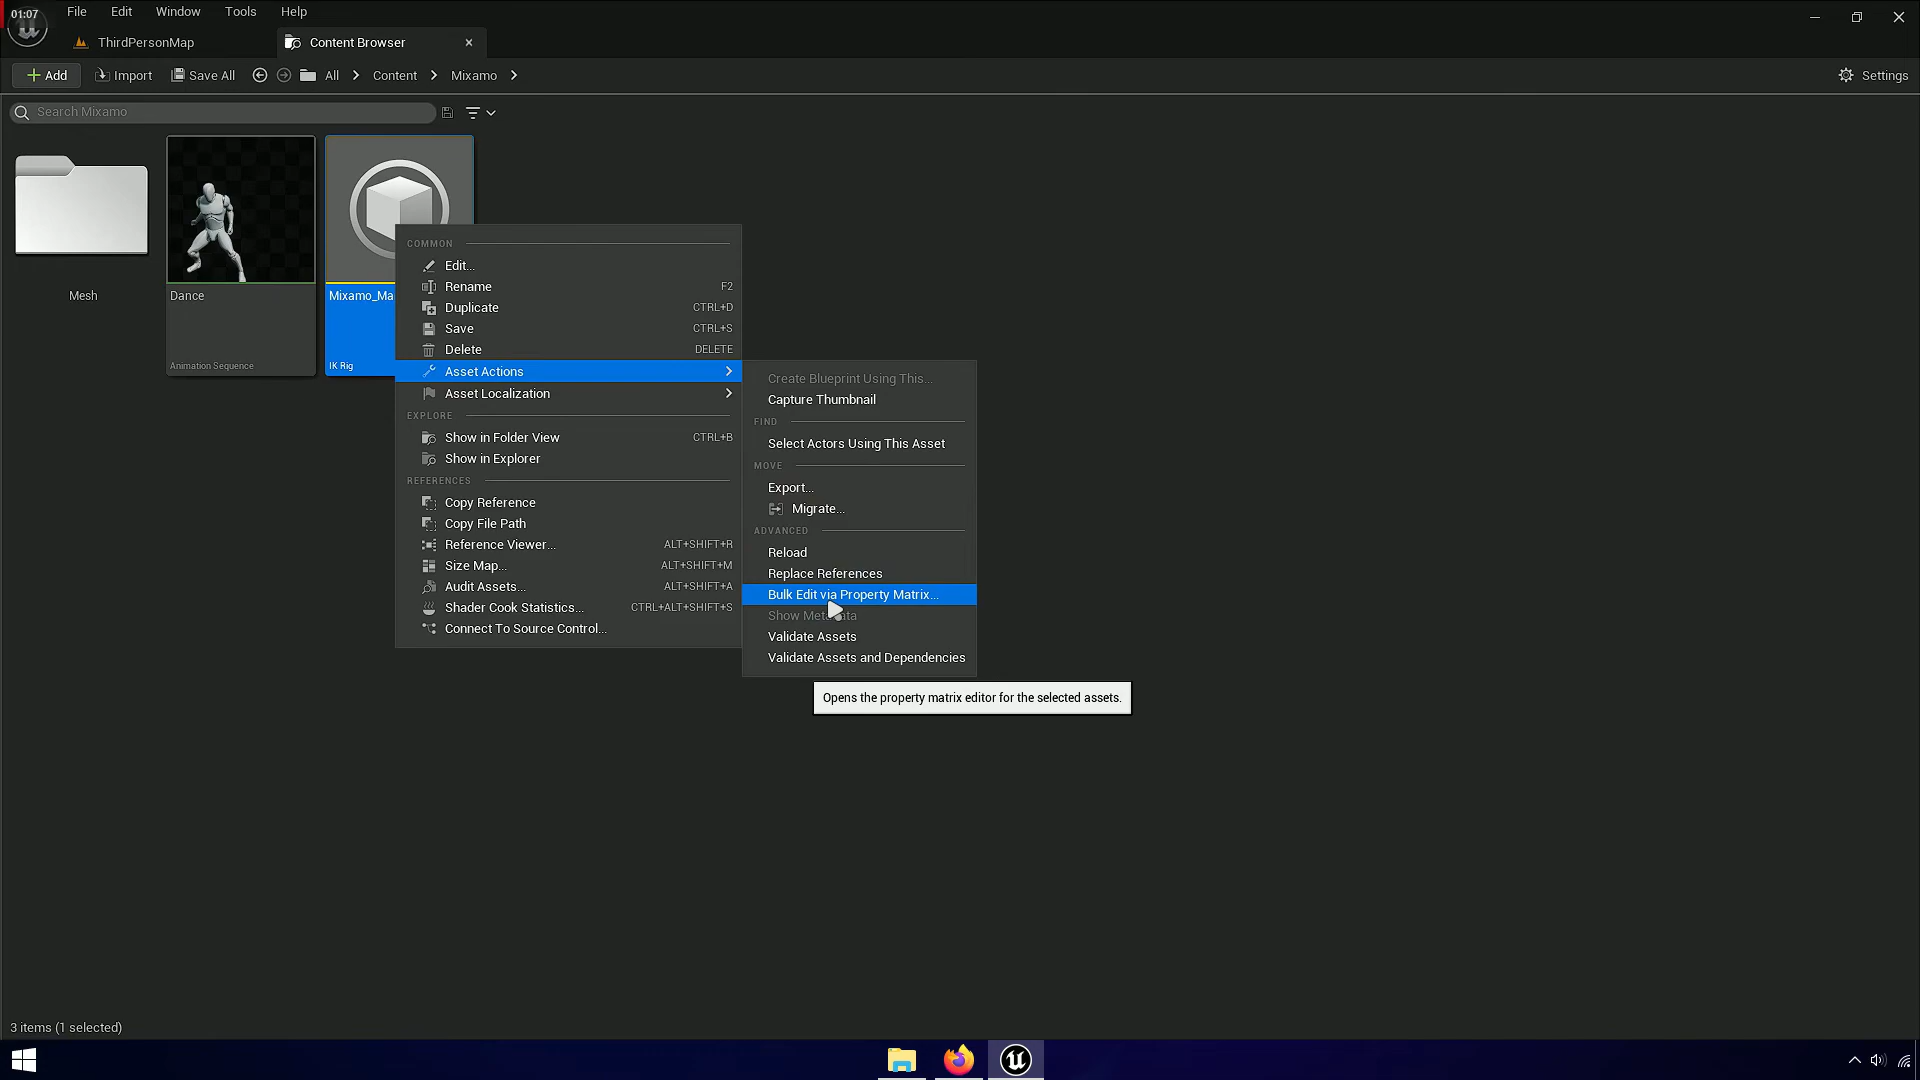 01:07
File Edit Window Tools Help
ThirdPersonMap
Content Browser
Add Import Save All All Content Mixamo Settings
Search Mixamo
Mesh
Dance
Animation Sequence
IK Rig
COMMON
Edit...
Rename F2
Duplicate CTRL+D
Save CTRL+S
Delete DELETE
Asset Actions
Asset Localization
EXPLORE
Show in Folder View CTRL+B
Show in Explorer
REFERENCES
Copy Reference
Copy File Path
Reference Viewer... ALT+SHIFT+R
Size Map... ALT+SHIFT+M
Audit Assets... ALT+SHIFT+A
Shader Cook Statistics... CTRL+ALT+SHIFT+S
Connect To Source Control...
Create Blueprint Using This...
Capture Thumbnail
FIND
Select Actors Using This Asset
MOVE
Export...
Migrate...
ADVANCED
Reload
Replace References
Bulk Edit via Property Matrix...
Show Metadata
Validate Assets
Validate Assets and Dependencies
Opens the property matrix editor for the selected assets.
3 items (1 selected)